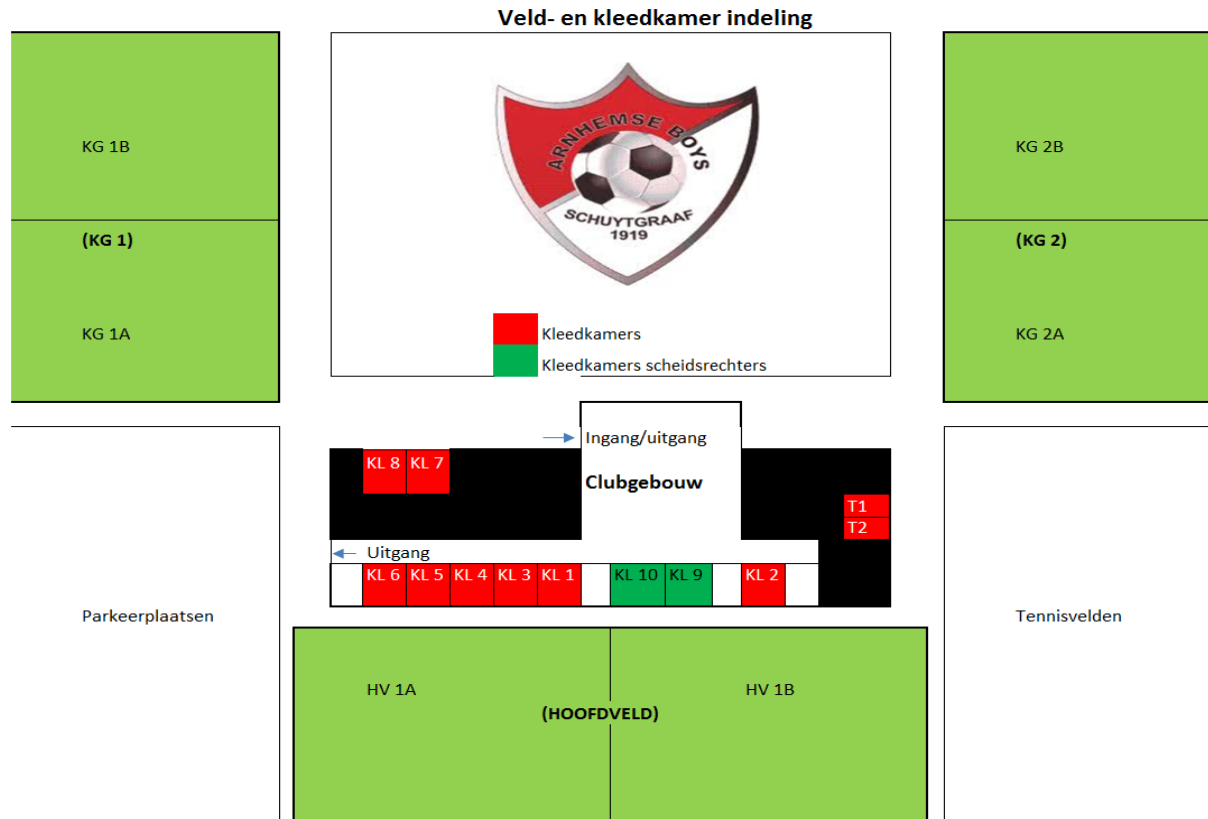 Veld- en kleedkamer indeling
KG 1B
(KG 1)
KG 1A
ARNHEMSE BOYS
SCHUYTGRAAF
1919
Kleedkamers
Kleedkamers scheidsrechters
KG 2B
(KG 2)
KG 2A
Ingang/uitgang
Clubgebouw
KL 8 KL 7
T1
T2
Uitgang
KL 6 KL 5 KL 4 KL 3 KL 1 KL 10 KL 9 KL 2
Parkeerplaatsen
Tennisvelden
HV 1A HV 1B
(HOOFDVELD)